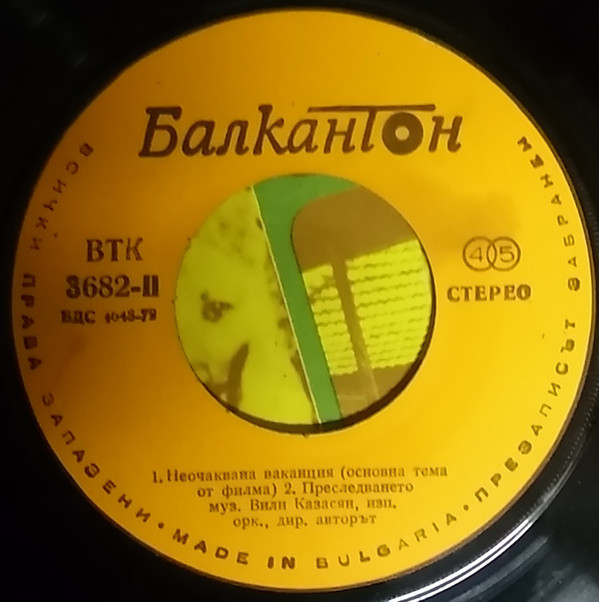 БалканТон
ВТК
3682-II
БДС 4048-79
45
СТЕРЕО
1. Неочаквана ваканция (основна тема
от филма) 2. Преследването
муз. Вили Казасян, изп.
орк., дир. авторът
ВСИЧКИ ПРАВА ЗАПАЗЕНИ • MADE IN BULGARIA • ПРЕЗАПИСЪТ ЗАБРАНЕН